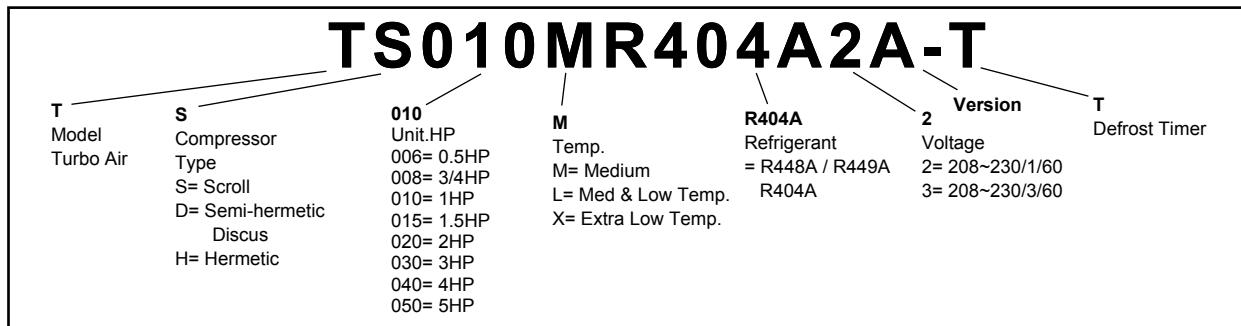 TS010MR404A2A-T
T
Model
Turbo Air
S
Compressor
Type
S= Scroll
D= Semi-hermetic
Discus
H= Hermetic
010
Unit.HP
006= 0.5HP
008= 3/4HP
010= 1HP
015= 1.5HP
020= 2HP
030= 3HP
040= 4HP
050= 5HP
M
Temp.
M= Medium
L= Med & Low Temp.
X= Extra Low Temp.
R404A
Refrigerant
= R448A / R449A
R404A
2
Voltage
2= 208~230/1/60
3= 208~230/3/60
Version
T
Defrost Timer